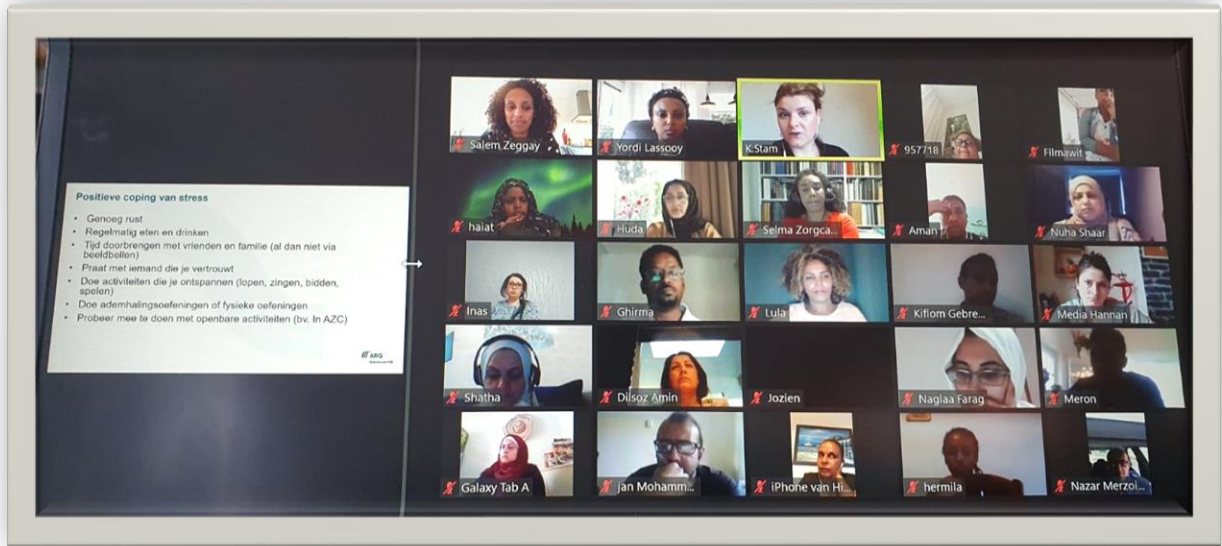 Positieve coping van stress
• Genoeg rust
• Regelmatig eten en drinken
• Tijd doorbrengen met vrienden en familie (al dan niet via
beeldbellen)
• Praat met iemand die je vertrouwt
• Doe activiteiten die je ontspannen (lopen, zingen, bidden,
spelen)
• Doe ademhalingsoefeningen of fysieke oefeningen
• Probeer mee te doen met openbare activiteiten (bv. In AZC)
ARQ
Salem Zeggay
Yordi Lassooy
K.Stam
957718
Filmawit
haiat
Huda
Selma Zorgca...
Aman
Nuha Shaar
Inas
Ghirma
Lula
Kiflom Gebre...
Media Hannan
Shatha
Dilsoz Amin
Jozien
Naglaa Farag
Meron
Galaxy Tab A
jan Mohamm...
iPhone van Hi...
hermila
Nazar Merzoi...